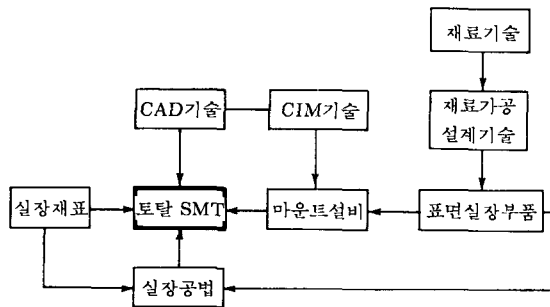 재료기술
CAD기술
CIM기술
재료가공
설계기술
실장재표
토탈 SMT
마운트설비
표면실장부품
실장공법